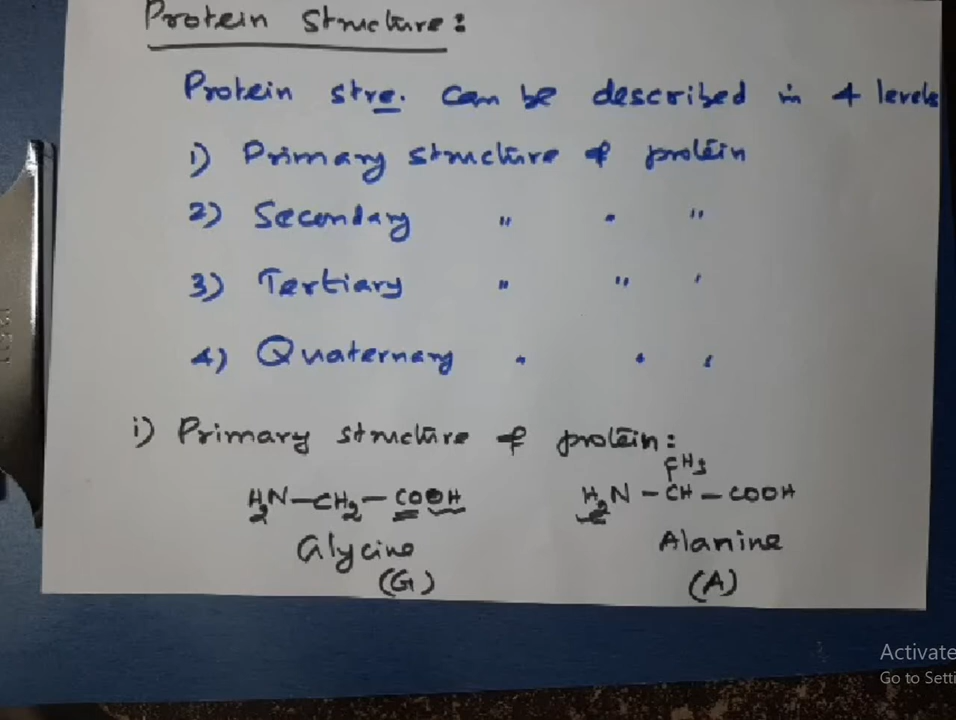 Protein Structure:
Protein stre. can be described in 4 levels
1) Primary structure of protein
2) Secondary " " "
3) Tertiary " " "
4) Quaternary " " "
i) Primary structure of protein:
CH3
H2N-CH2-COOH H2N-CH-COOH
Glycine Alanine
(G) (A)
Activate
Go to Setti